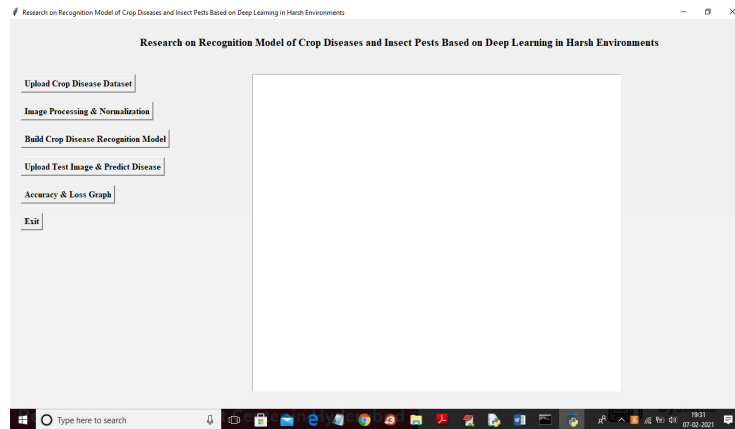 Research on Recognition Model of Crop Diseases and Insect Pests Based on Deep Learning in Harsh Environments
Research on Recognition Model of Crop Diseases and Insect Pests Based on Deep Learning in Harsh Environments
Upload Crop Disease Dataset
Image Processing & Normalization
Build Crop Disease Recognition Model
Upload Test Image & Predict Disease
Accuracy & Loss Graph
Exit
Type here to search
19:31
07-02-2021